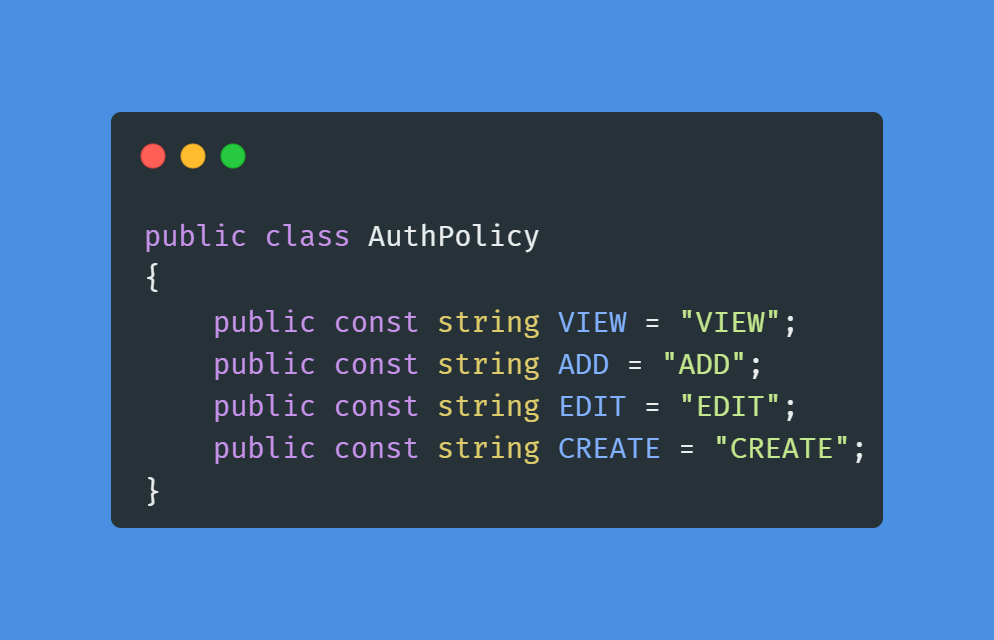 public class AuthPolicy
{
    public const string VIEW = "VIEW";
    public const string ADD = "ADD";
    public const string EDIT = "EDIT";
    public const string CREATE = "CREATE";
}